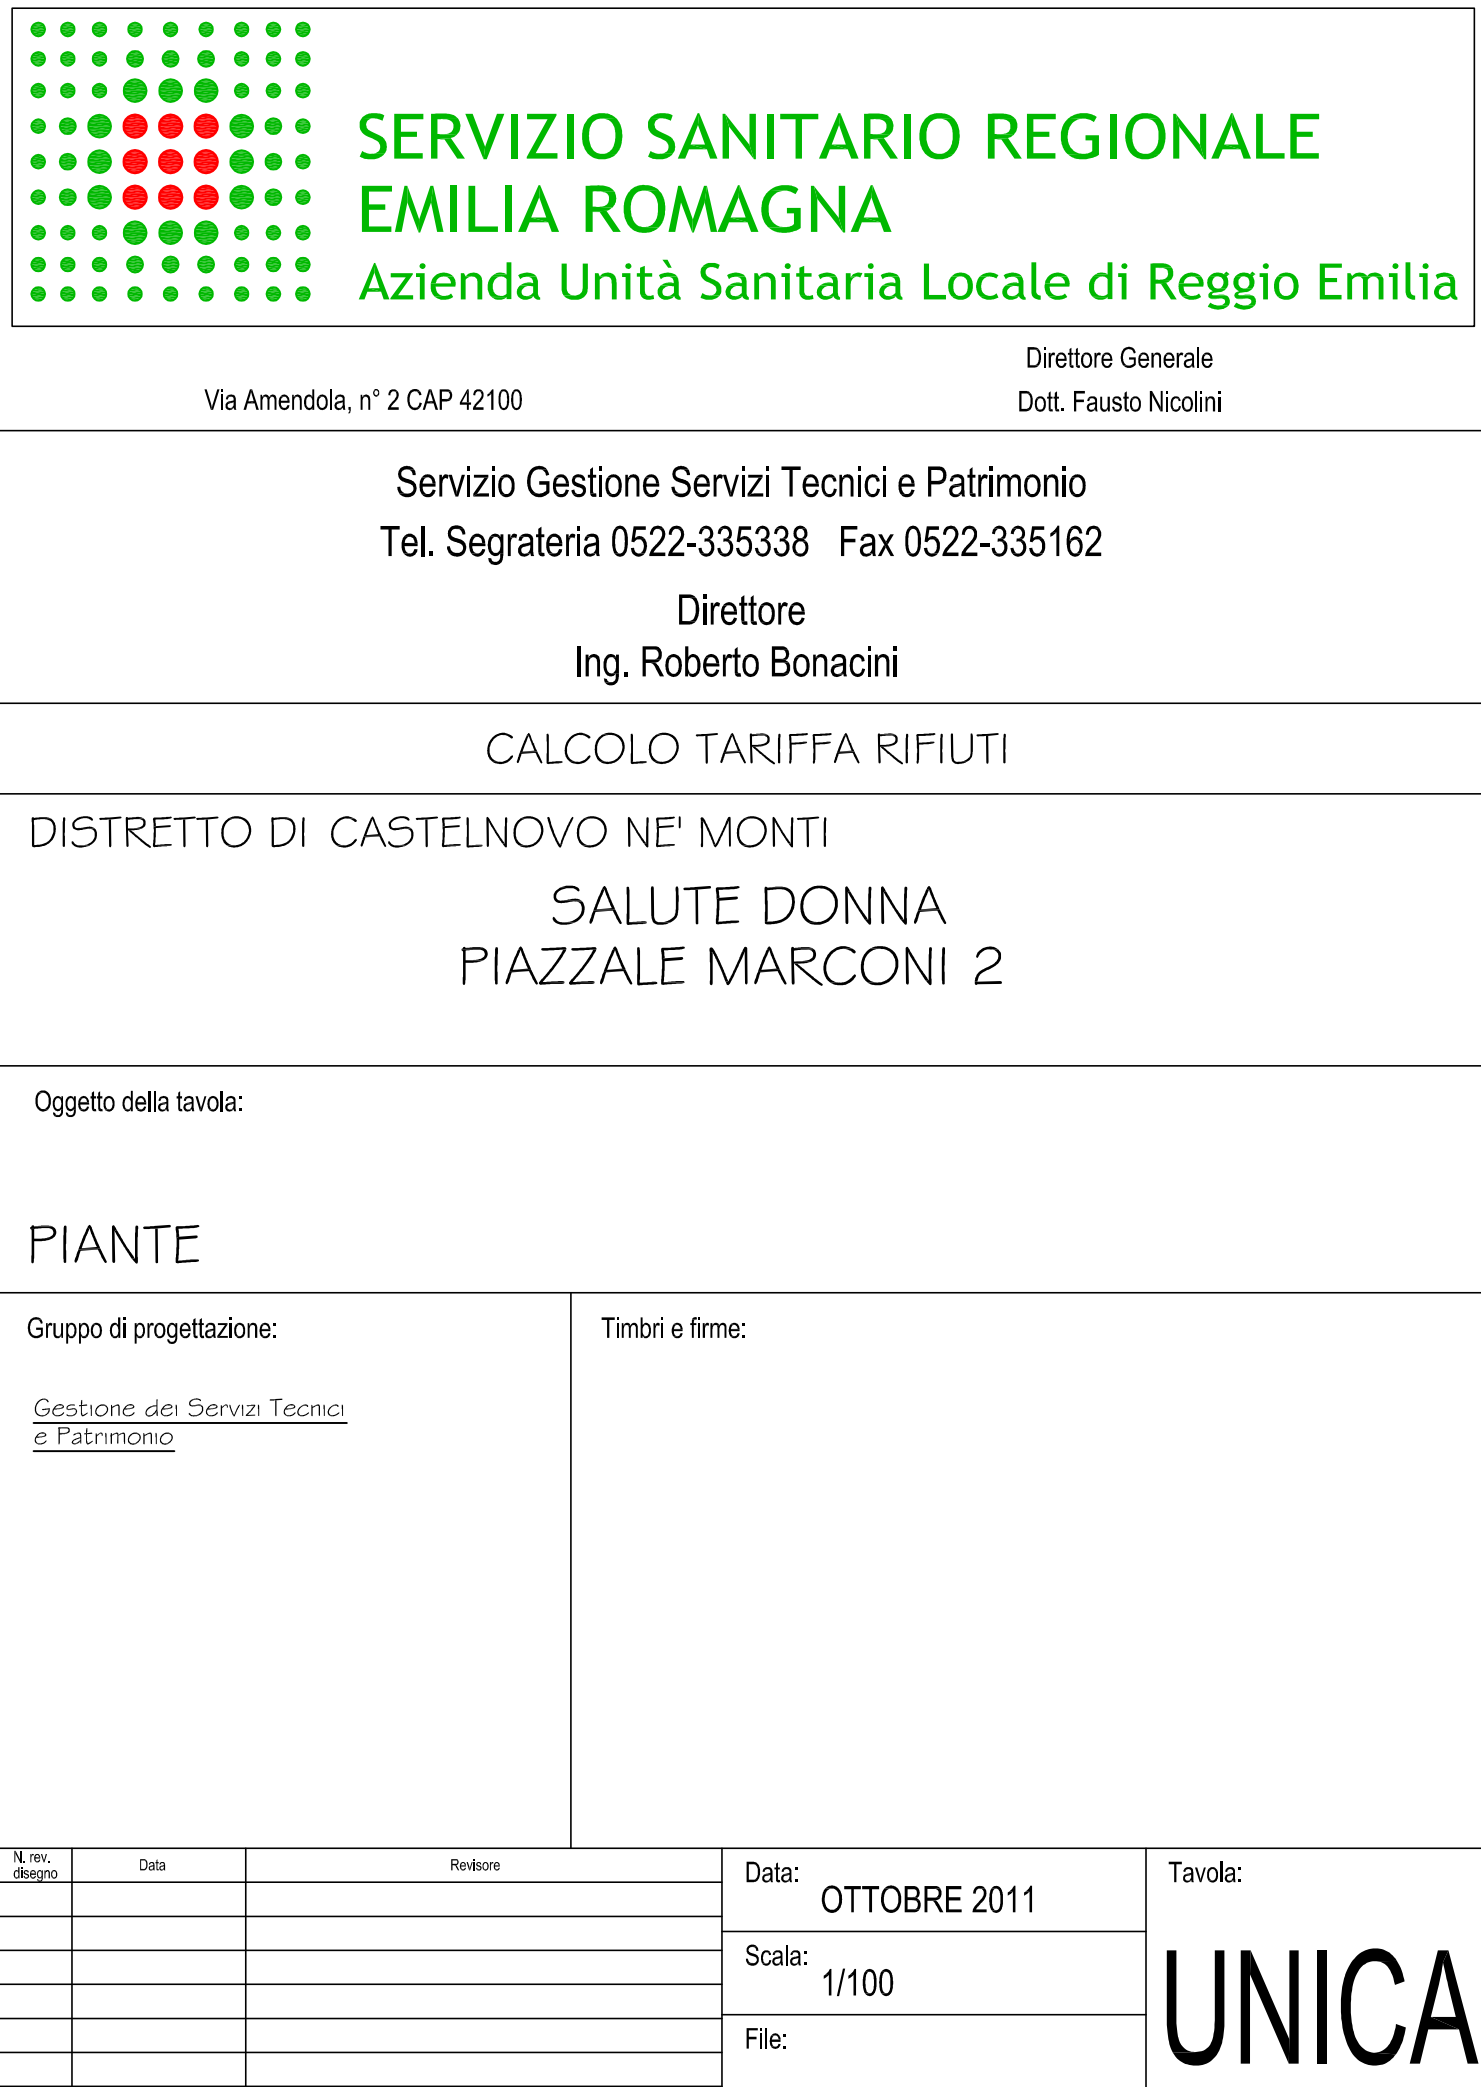 SERVIZIO SANITARIO REGIONALE
EMILIA ROMAGNA
Azienda Unità Sanitaria Locale di Reggio Emilia
Direttore Generale
Via Amendola, n° 2 CAP 42100
Dott. Fausto Nicolini
Servizio Gestione Servizi Tecnici e Patrimonio
Tel. Segrateria 0522-335338 Fax 0522-335162
Direttore
Ing. Roberto Bonacini
CALCOLO TARIFFA RIFIUTI
DISTRETTO DI CASTELNOVO NE' MONTI
SALUTE DONNA
PIAZZALE MARCONI 2
Oggetto della tavola:
PIANTE
Gruppo di progettazione:
Gestione dei Servizi Tecnici
e Patrimonio
Timbri e firme:
N. rev.
disegno
Data
Revisore
Data:
OTTOBRE 2011
Scala:
1/100
File:
Tavola:
UNICA